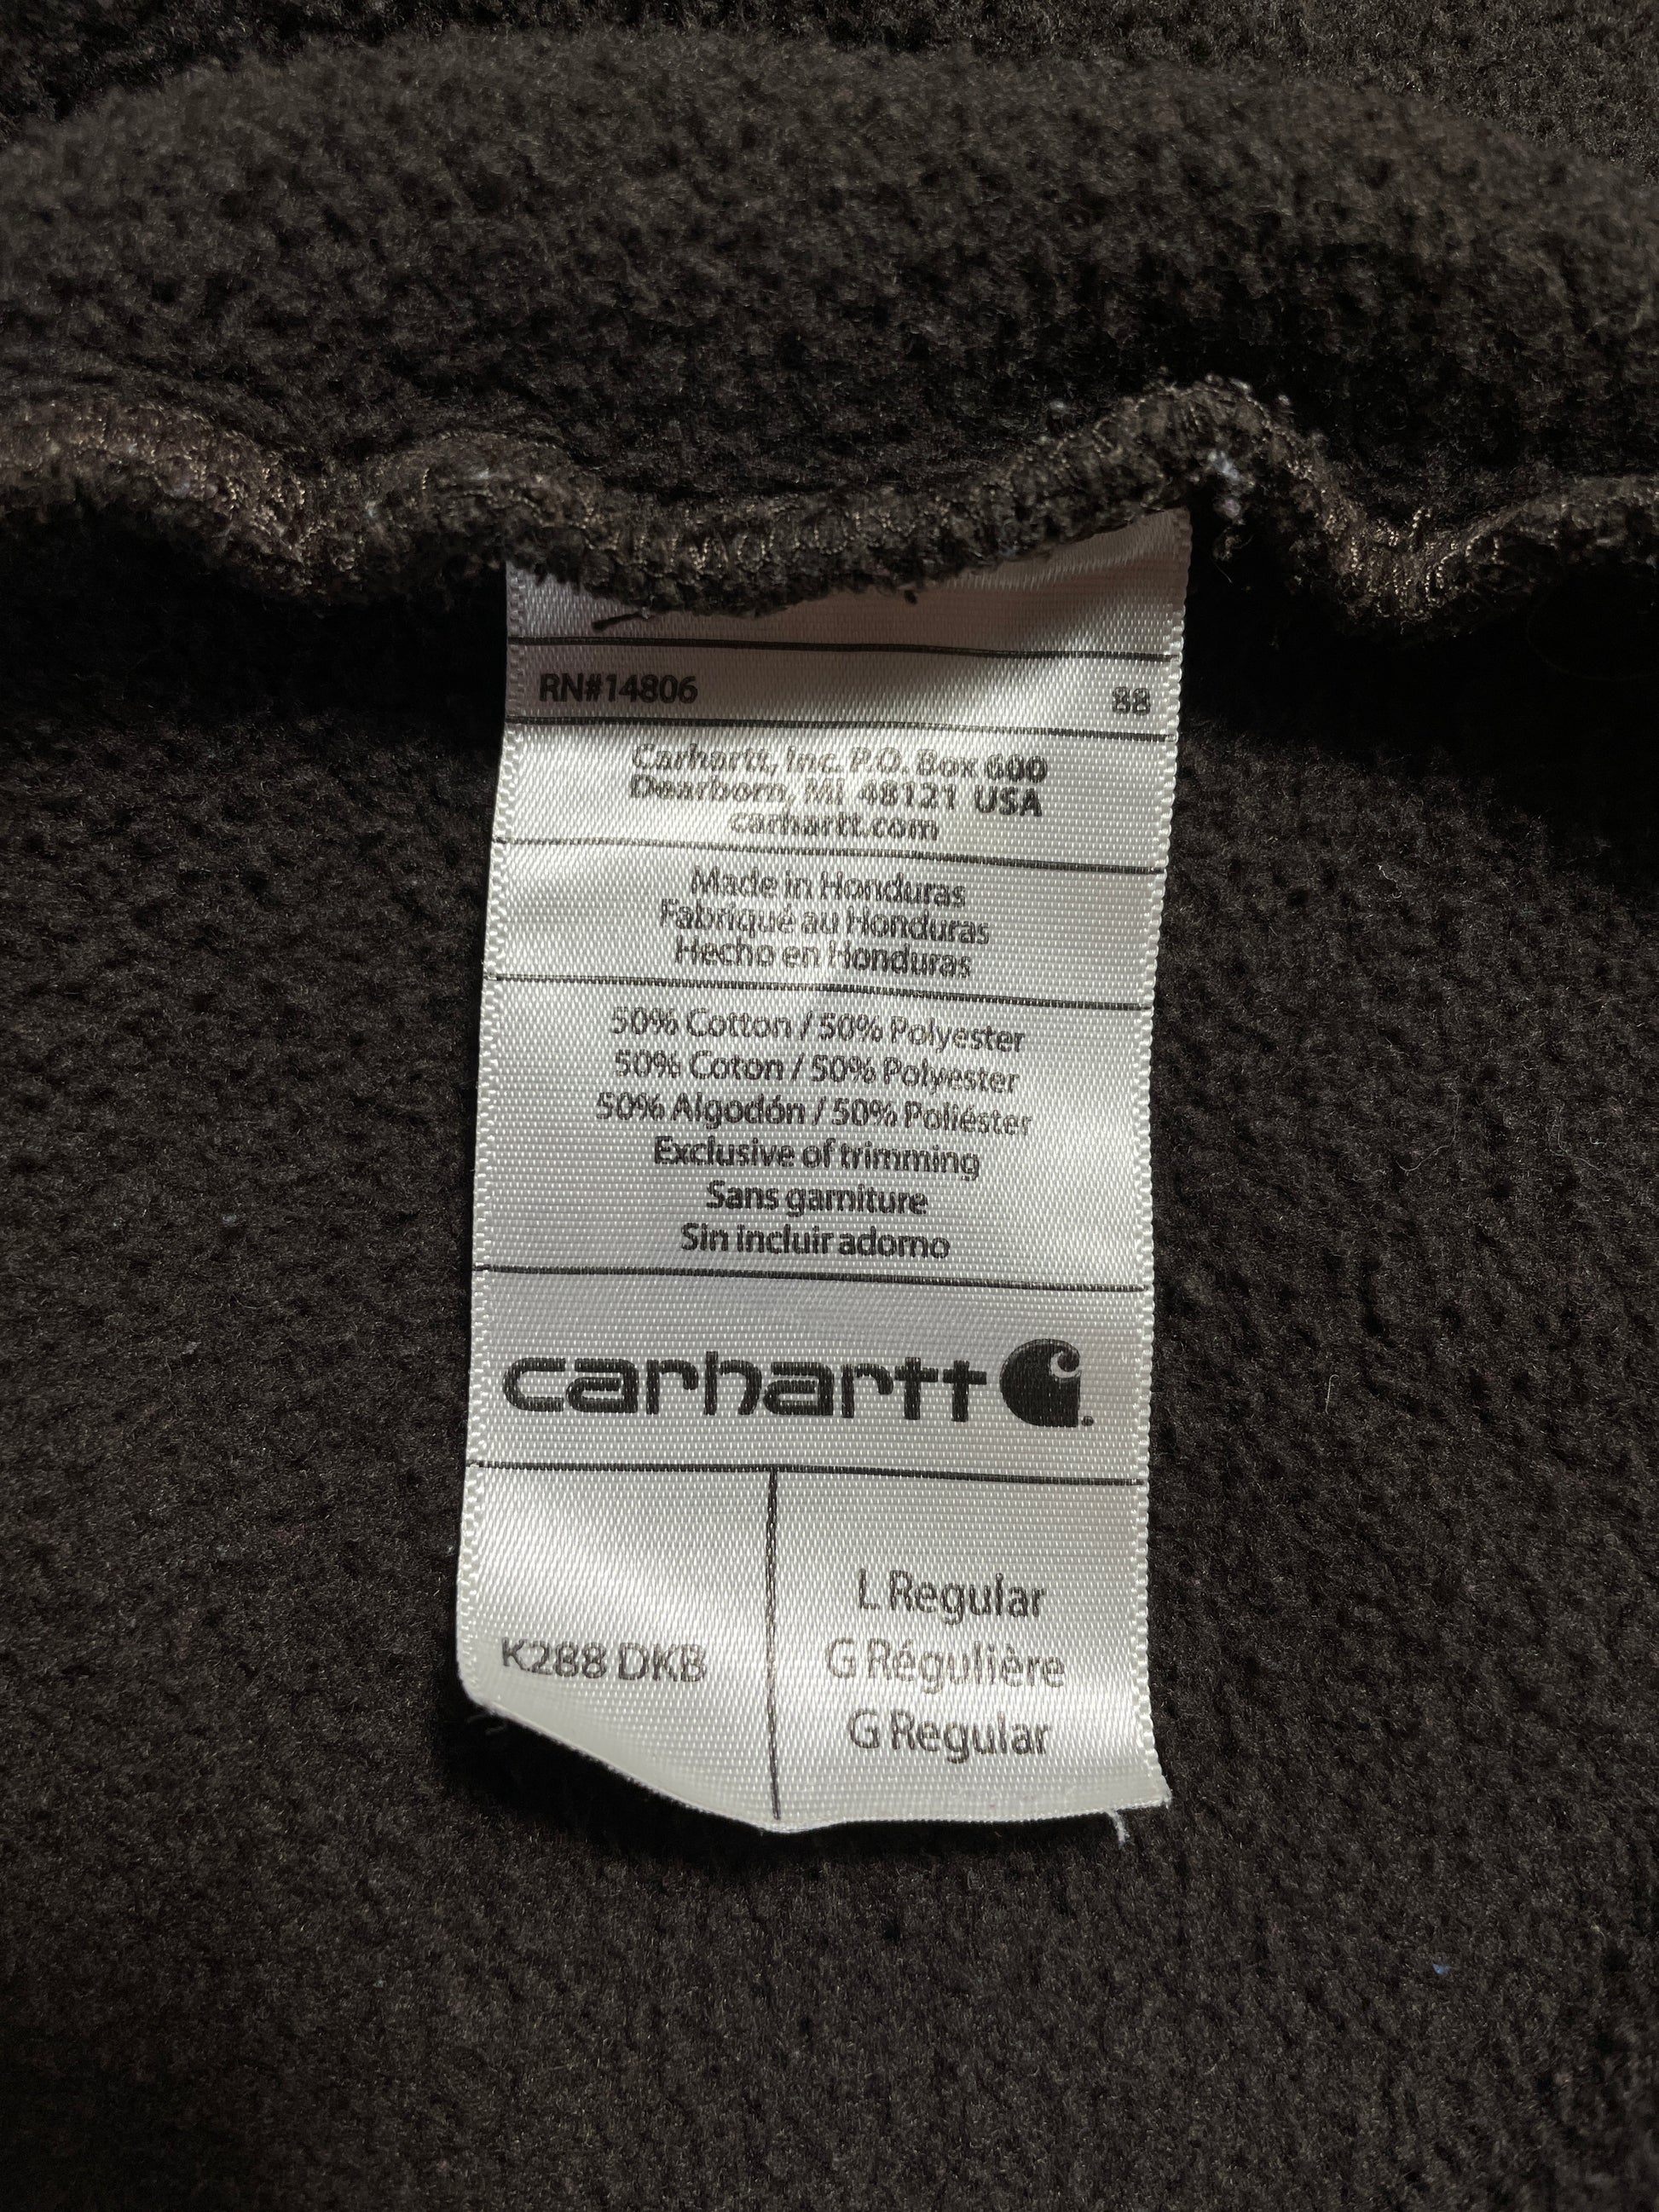 RN#14806 88
Carhartt, Inc. P.O. Box 600
Dearborn, MI 48121 USA
carhartt.com
Made in Honduras
Fabriqué au Honduras
Hecho en Honduras
50% Cotton / 50% Polyester
50% Coton / 50% Polyester
50% Algodón / 50% Poliéster
Exclusive of trimming
Sans garniture
Sin incluir adorno
carhartt
K288 DKB
L Regular
G Régulière
G Regular